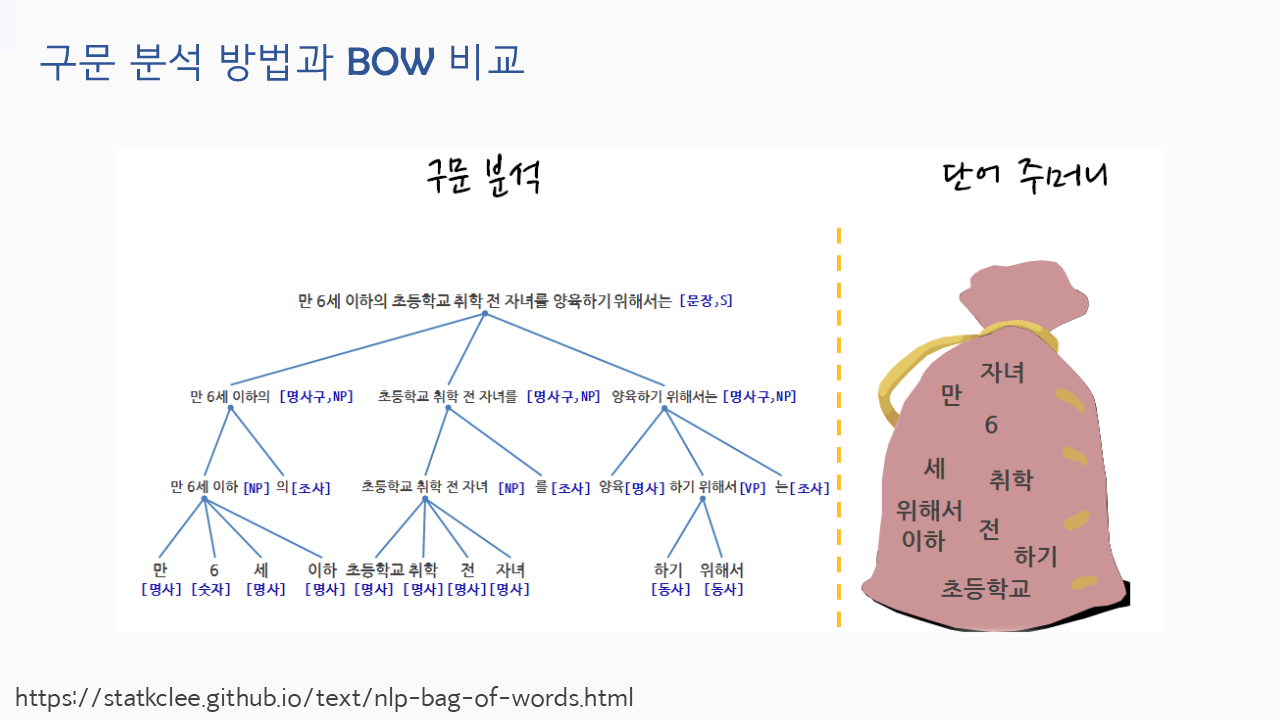 구문 분석 방법과 BOW 비교
구문 분석
단어 주머니
만 6세 이하의 초등학교 취학 전 자녀를 양육하기 위해서는 [문장,S]
만 6세 이하의 [명사구,NP] 초등학교 취학 전 자녀를 [명사구,NP] 양육하기 위해서는 [명사구,NP]
만 6세 이하 [NP] 의 [조사] 초등학교 취학 전 자녀 [NP] 를 [조사] 양육[명사] 하기 위해서[VP] 는[조사]
만 6 세 이하 초등학교 취학 전 자녀 하기 위해서
[명사] [숫자] [명사] [명사] [명사] [명사] [명사] [명사] [동사] [동사]
자녀
만
6
세
취학
위해서
전
이하
하기
초등학교
https://statkclee.github.io/text/nlp-bag-of-words.html